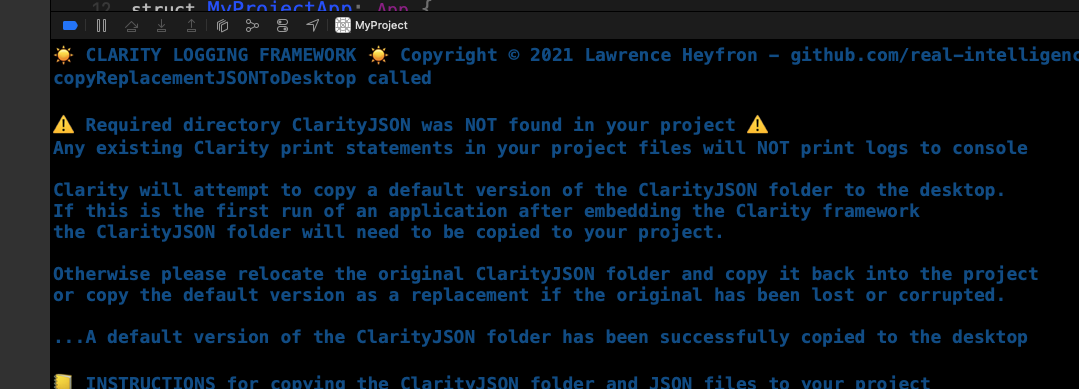 12 struct MyProjectApp: App {
MyProject
☀️ CLARITY LOGGING FRAMEWORK ☀️ Copyright © 2021 Lawrence Heyfron - github.com/real-intelligenc
copyReplacementJSONToDesktop called
⚠️ Required directory ClarityJSON was NOT found in your project ⚠️
Any existing Clarity print statements in your project files will NOT print logs to console
Clarity will attempt to copy a default version of the ClarityJSON folder to the desktop.
If this is the first run of an application after embedding the Clarity framework
the ClarityJSON folder will need to be copied to your project.
Otherwise please relocate the original ClarityJSON folder and copy it back into the project
or copy the default version as a replacement if the original has been lost or corrupted.
...A default version of the ClarityJSON folder has been successfully copied to the desktop
📒 INSTRUCTIONS for copying the ClarityJSON folder and JSON files to your project